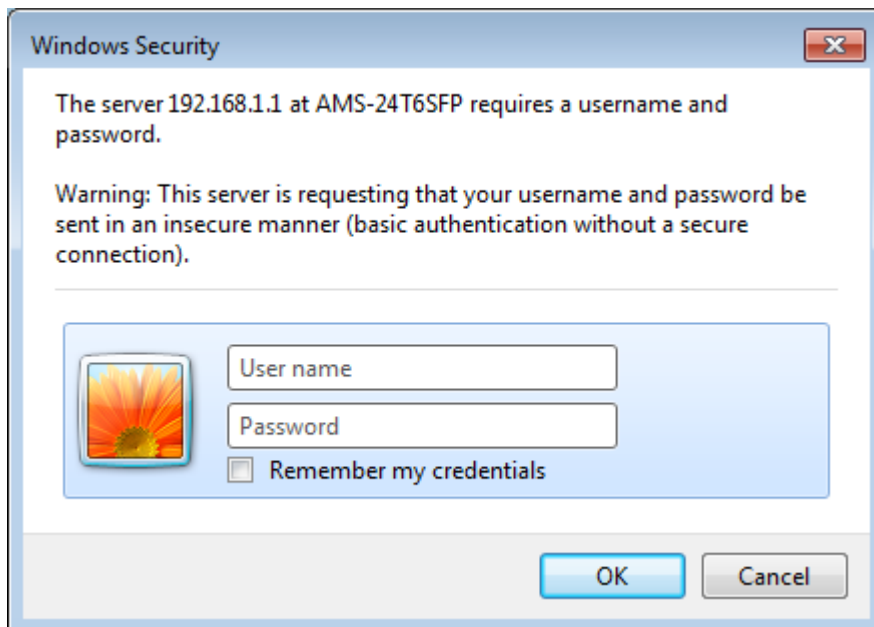 Windows Security
The server 192.168.1.1 at AMS-24T6SFP requires a username and
password.
Warning: This server is requesting that your username and password be
sent in an insecure manner (basic authentication without a secure
connection).
User name
Password
Remember my credentials
OK
Cancel